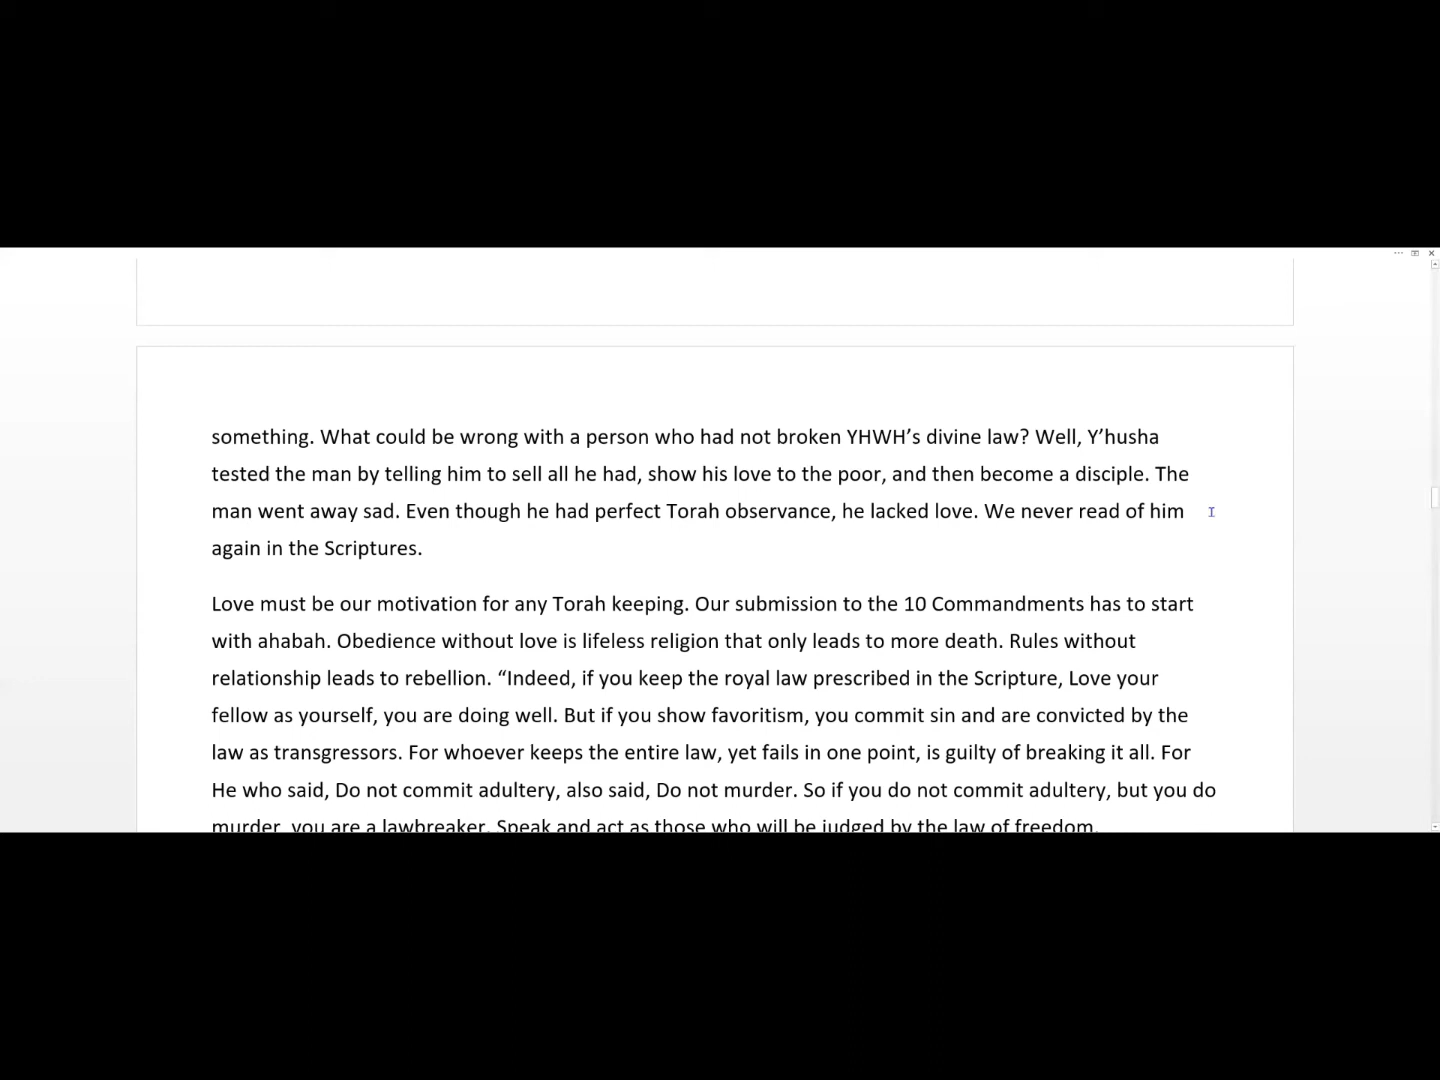 something. What could be wrong with a person who had not broken YHWH’s divine law? Well, Y’husha
tested the man by telling him to sell all he had, show his love to the poor, and then become a disciple. The
man went away sad. Even though he had perfect Torah observance, he lacked love. We never read of him
again in the Scriptures.
Love must be our motivation for any Torah keeping. Our submission to the 10 Commandments has to start
with ahabah. Obedience without love is lifeless religion that only leads to more death. Rules without
relationship leads to rebellion. “Indeed, if you keep the royal law prescribed in the Scripture, Love your
fellow as yourself, you are doing well. But if you show favoritism, you commit sin and are convicted by the
law as transgressors. For whoever keeps the entire law, yet fails in one point, is guilty of breaking it all. For
He who said, Do not commit adultery, also said, Do not murder. So if you do not commit adultery, but you do
murder, you are a lawbreaker. Speak and act as those who will be judged by the law of freedom.